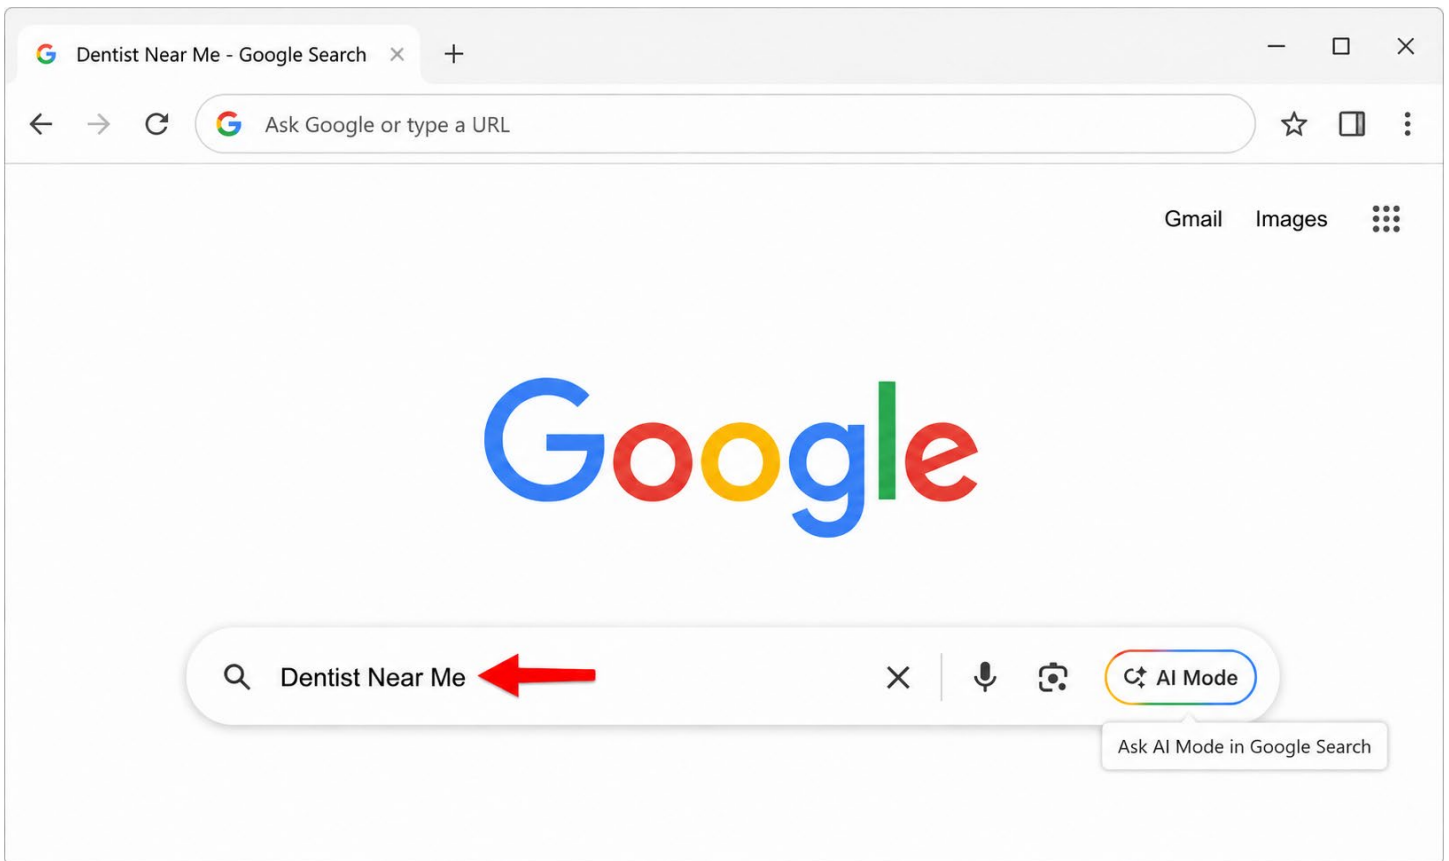 Dentist Near Me - Google Search
Ask Google or type a URL
Gmail Images
Google
Dentist Near Me AI Mode
Ask AI Mode in Google Search